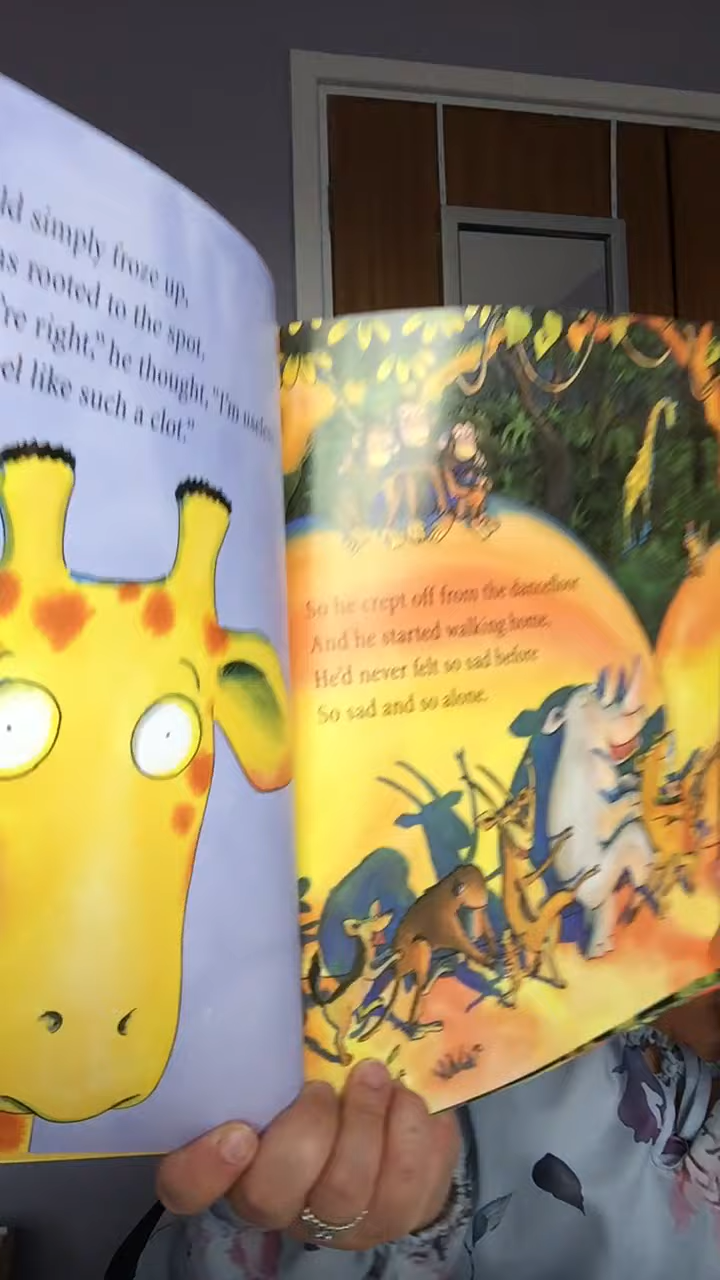 ld simply froze up,
as rooted to the spot.
're right," he thought, "I'm useless
el like such a clot."
So he crept off from the dancefloor
And he started walking home.
He'd never felt so sad before
So sad and so alone.